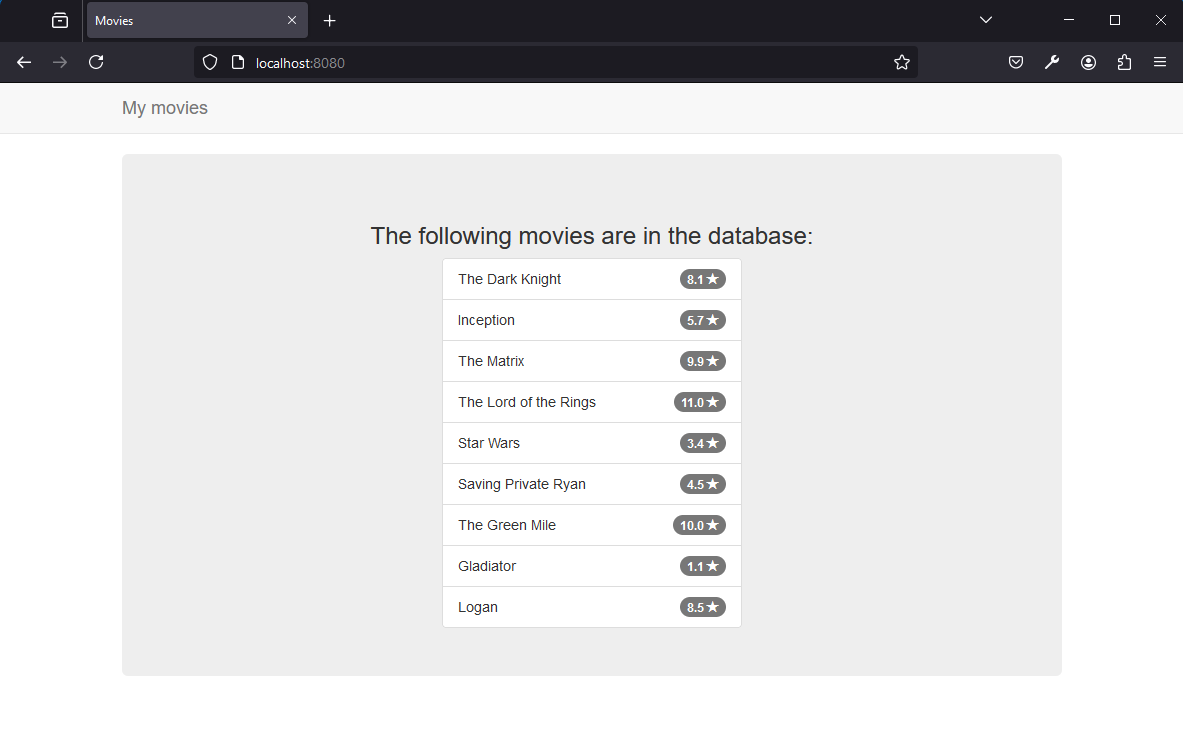 Movies
localhost:8080
My movies
The following movies are in the database:
The Dark Knight 8.1★
Inception 5.7★
The Matrix 9.9★
The Lord of the Rings 11.0★
Star Wars 3.4★
Saving Private Ryan 4.5★
The Green Mile 10.0★
Gladiator 1.1★
Logan 8.5★